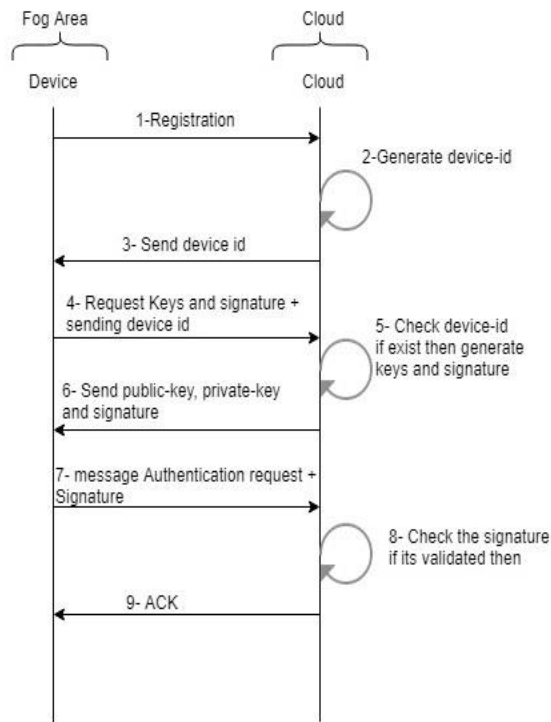 Fog Area
Cloud
Device
Cloud
1-Registration
2-Generate device-id
3- Send device id
4- Request Keys and signature +
sending device id
5- Check device-id
if exist then generate
keys and signature
6- Send public-key, private-key
and signature
7- message Authentication request +
Signature
8- Check the signature
if its validated then
9- ACK